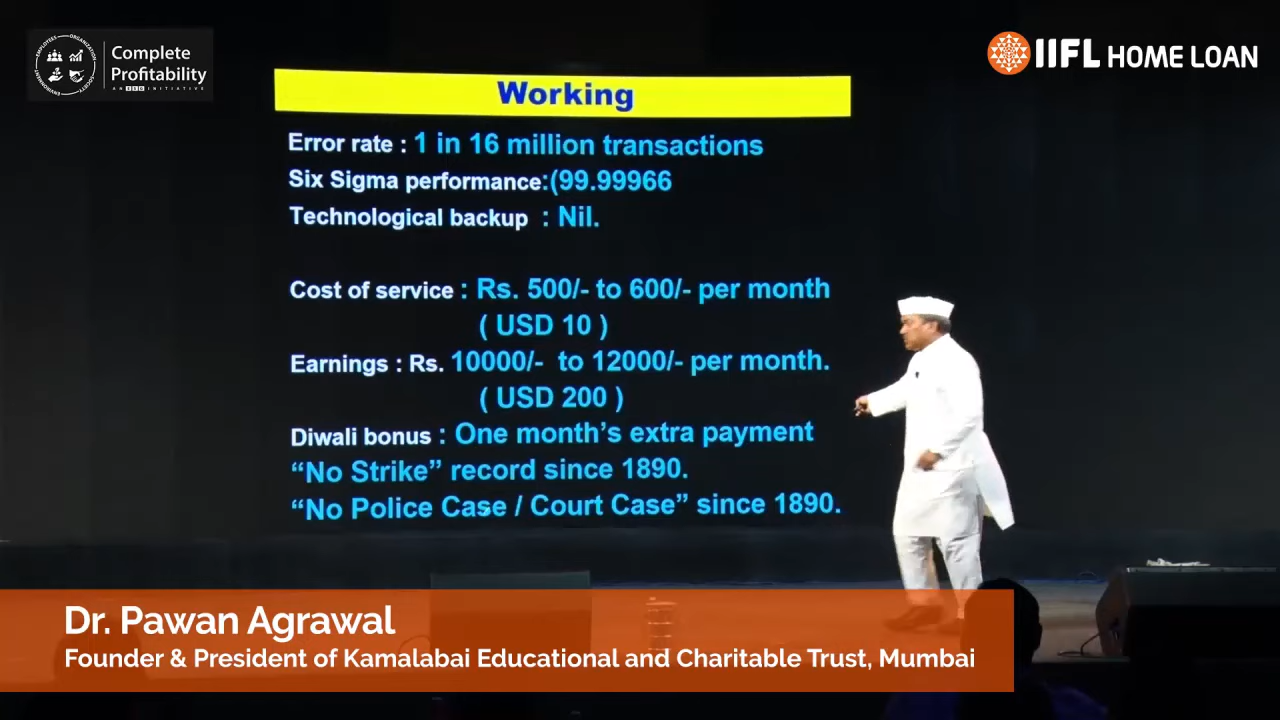 Complete
Profitability
IIFL HOME LOAN
Working
Error rate : 1 in 16 million transactions
Six Sigma performance:(99.99966
Technological backup : Nil.
Cost of service : Rs. 500/- to 600/- per month
( USD 10 )
Earnings : Rs. 10000/- to 12000/- per month.
( USD 200 )
Diwali bonus : One month's extra payment
“No Strike” record since 1890.
“No Police Case / Court Case” since 1890.
Dr. Pawan Agrawal
Founder & President of Kamalabai Educational and Charitable Trust, Mumbai